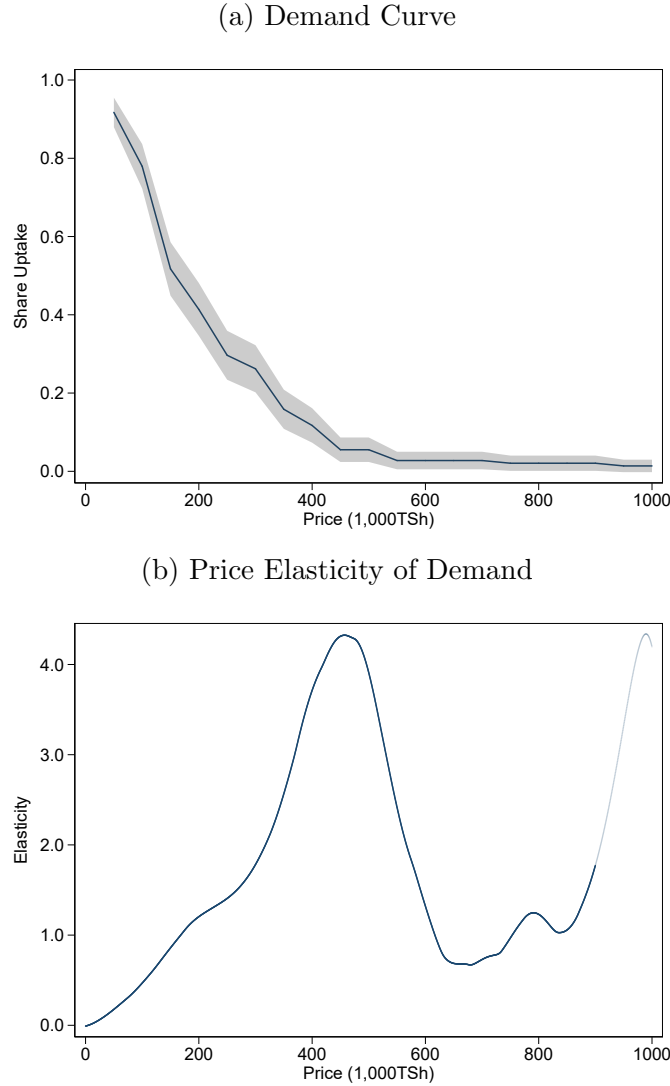 (a) Demand Curve
1.0
0.8
0.6
0.4
0.2
0.0
Share Uptake
0 200 400 600 800 1000
Price (1,000TSh)
(b) Price Elasticity of Demand
4.0
3.0
2.0
1.0
0.0
Elasticity
0 200 400 600 800 1000
Price (1,000TSh)